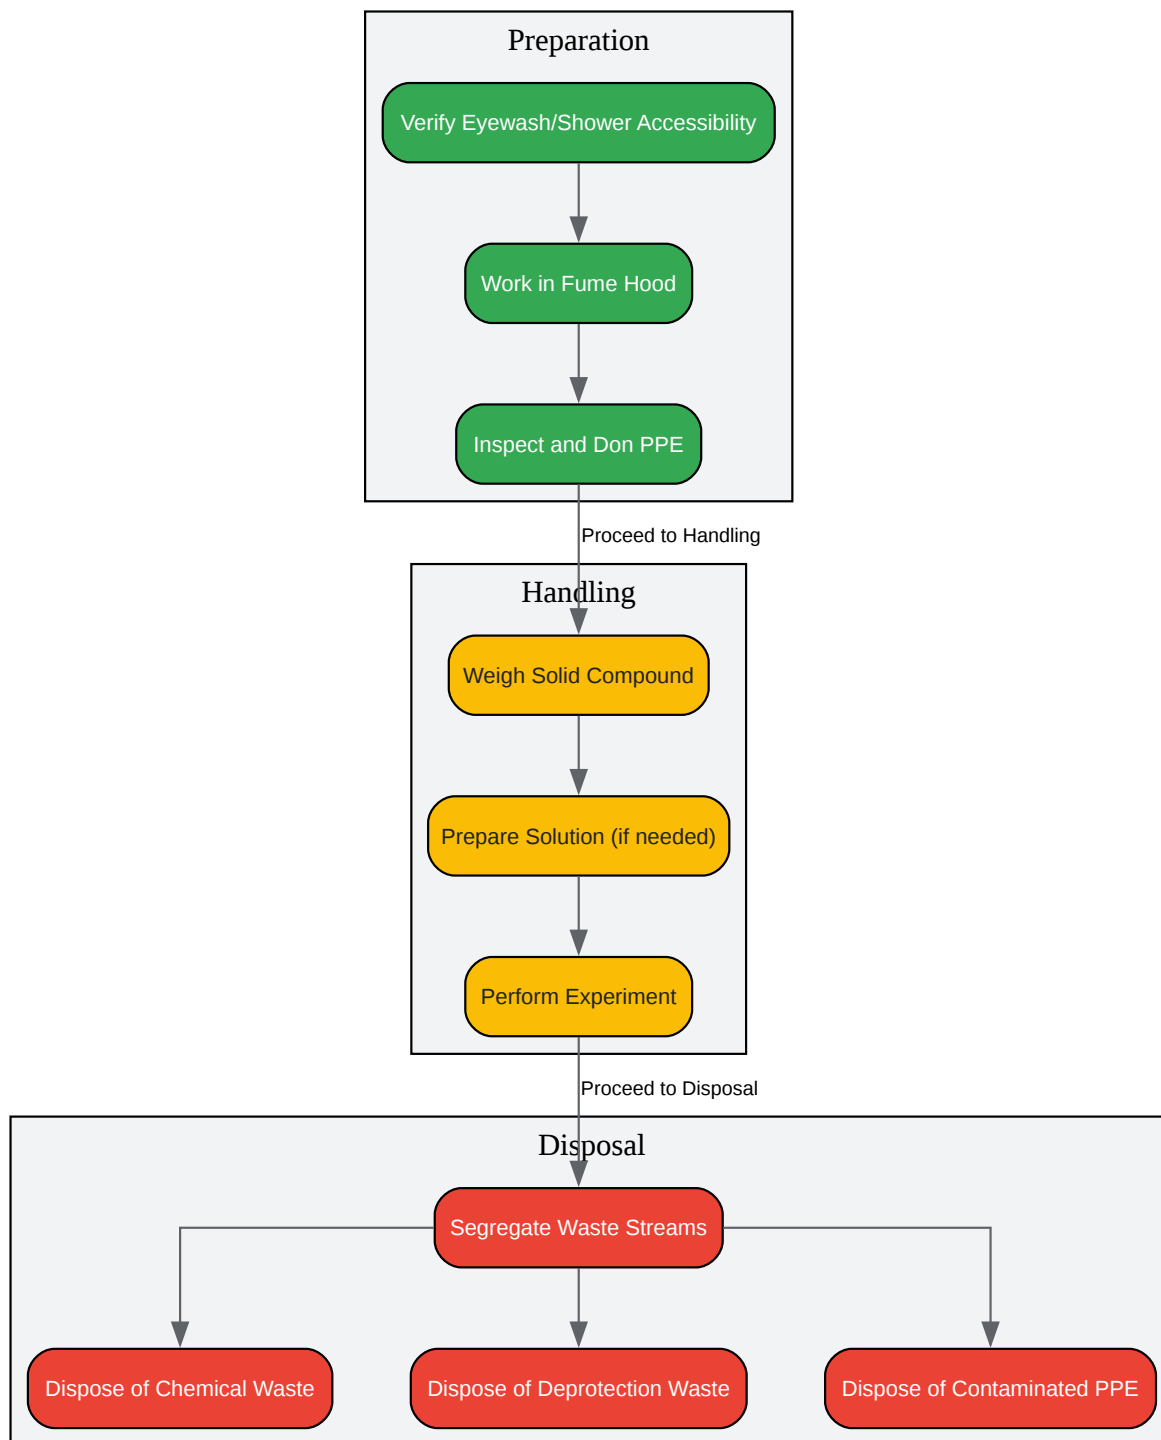 Preparation
Verify Eyewash/Shower Accessibility
Work in Fume Hood
Inspect and Don PPE
Proceed to Handling
Handling
Weigh Solid Compound
Prepare Solution (if needed)
Perform Experiment
Proceed to Disposal
Disposal
Segregate Waste Streams
Dispose of Chemical Waste
Dispose of Deprotection Waste
Dispose of Contaminated PPE